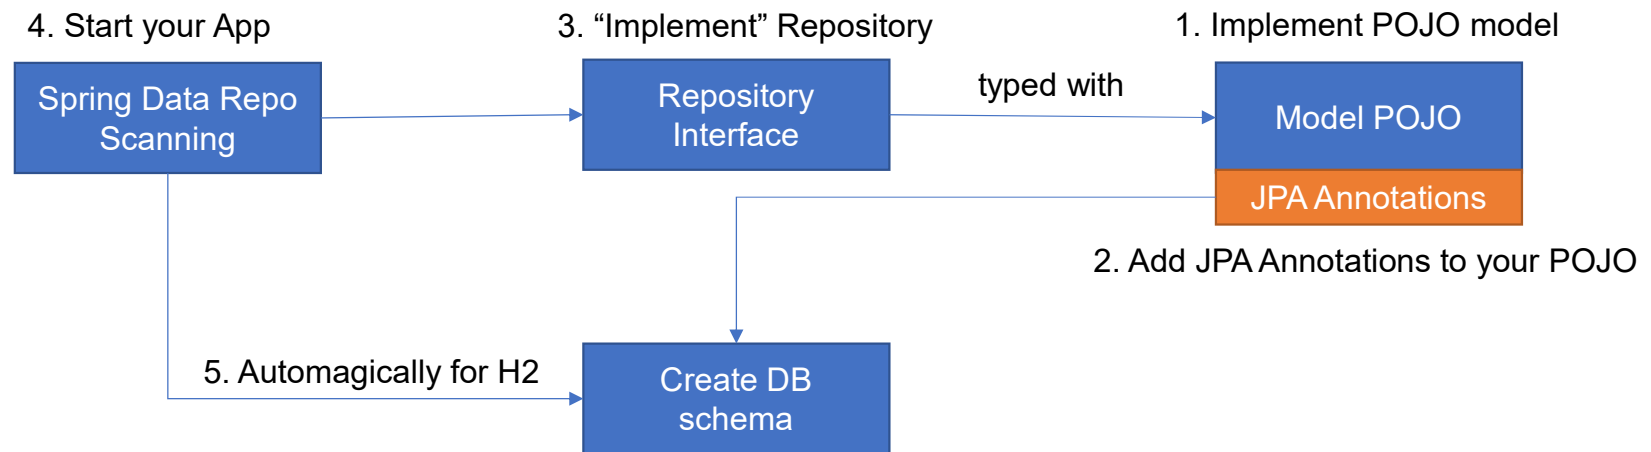 4. Start your App
3. “Implement” Repository
1. Implement POJO model
Spring Data Repo
Scanning
Repository
Interface
typed with
Model POJO
JPA Annotations
2. Add JPA Annotations to your POJO
5. Automagically for H2
Create DB
schema